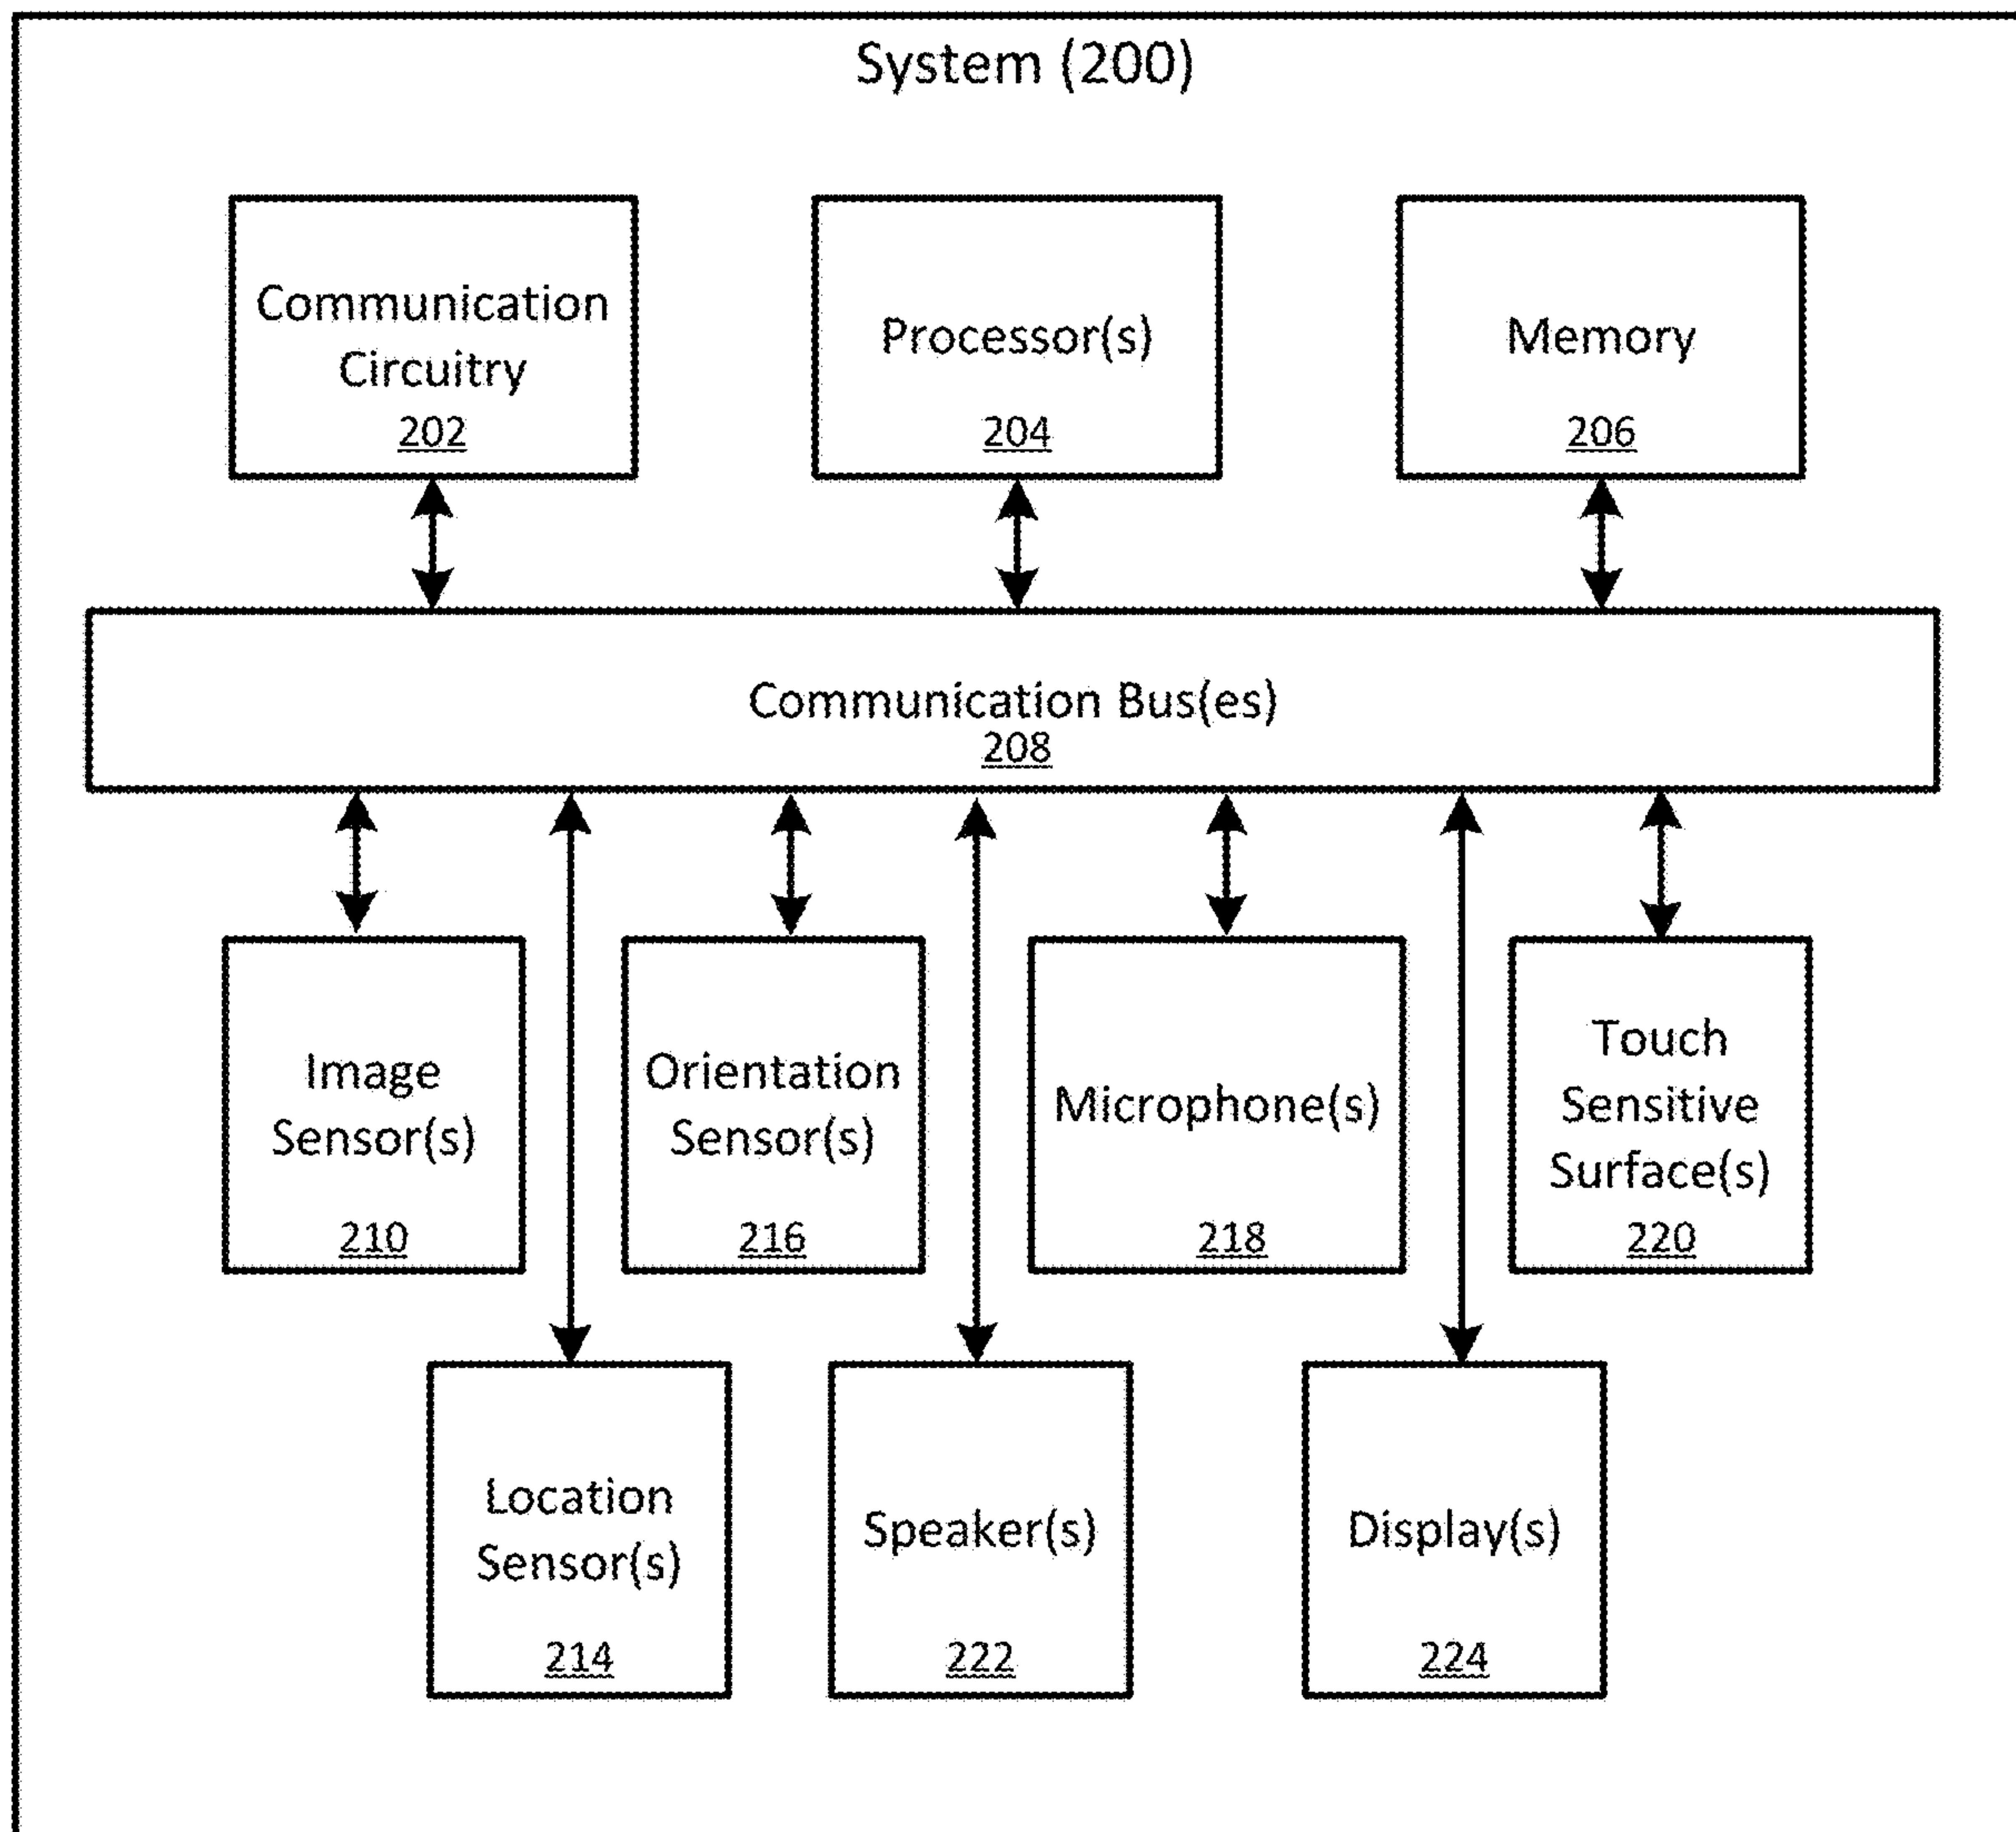 System (200)
Communication
Circuitry
202
Processor(s)
204
Memory
206
Communication Bus(es)
208
Image
Sensor(s)
210
Orientation
Sensor(s)
216
Microphone(s)
218
Touch
Sensitive
Surface(s)
220
Location
Sensor(s)
214
Speaker(s)
222
Display(s)
224